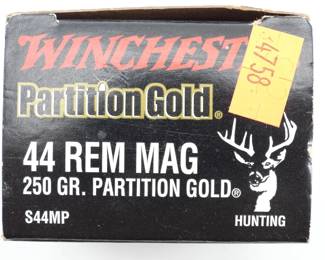 WINCHEST
4758
Partition Gold®
44 REM MAG
250 GR. PARTITION GOLD®
S44MP
HUNTING